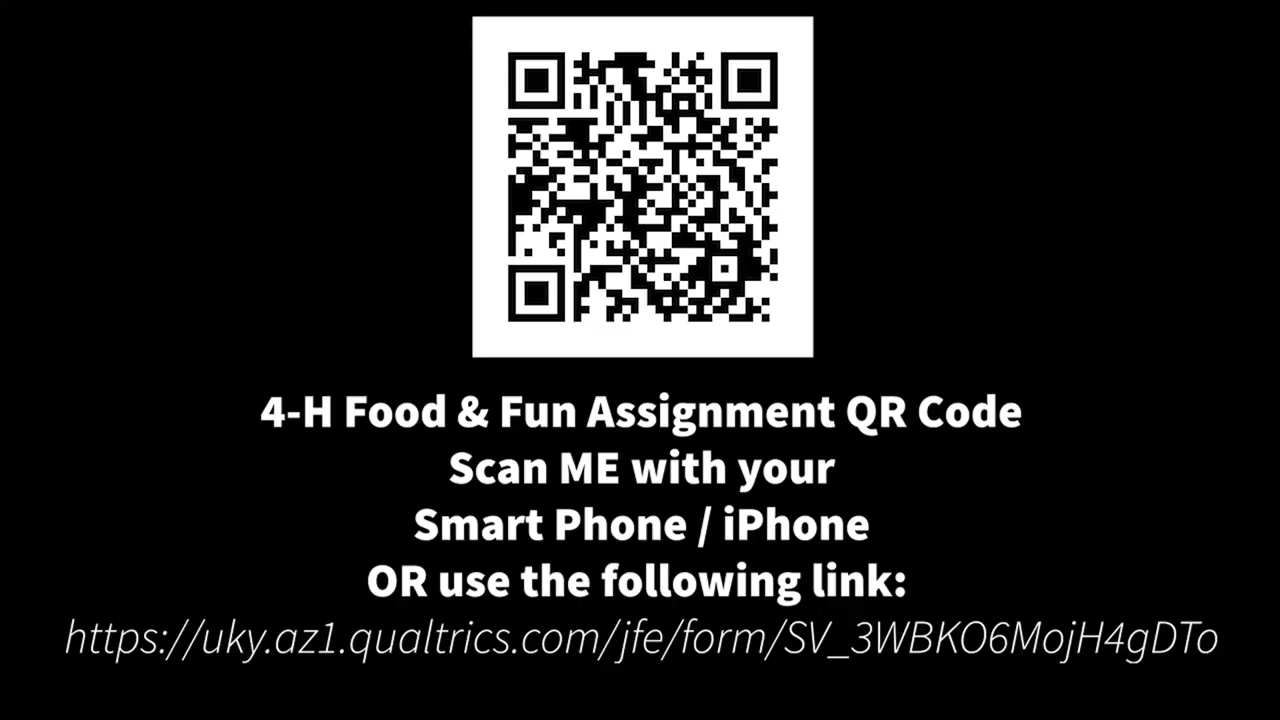 4-H Food & Fun Assignment QR Code
Scan ME with your
Smart Phone / iPhone
OR use the following link:
https://uky.az1.qualtrics.com/jfe/form/SV_3WBKO6MojH4gDTo